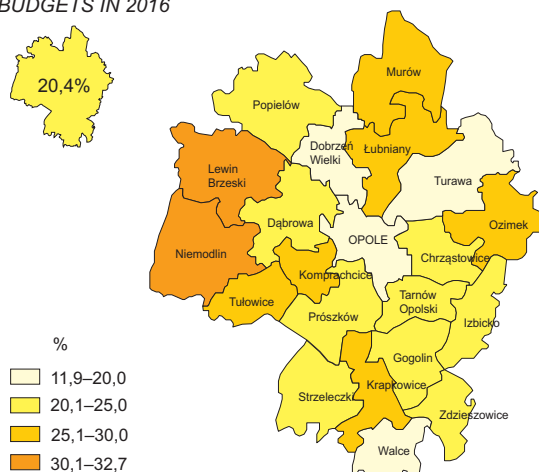 BUDGETS IN 2016
20,4%
Murów
Popielów
Dobrzeń
Wielki
Łubniany
Lewin
Brzeski
Turawa
Dąbrowa
Ozimek
OPOLE
Niemodlin
Chrząstowice
Komprachcice
Tułowice
Tarnów
Opolski
Prószków
Izbicko
Gogolin
%
11,9–20,0
20,1–25,0
25,1–30,0
30,1–32,7
Strzeleczki
Krapkowice
Zdzieszowice
Walce